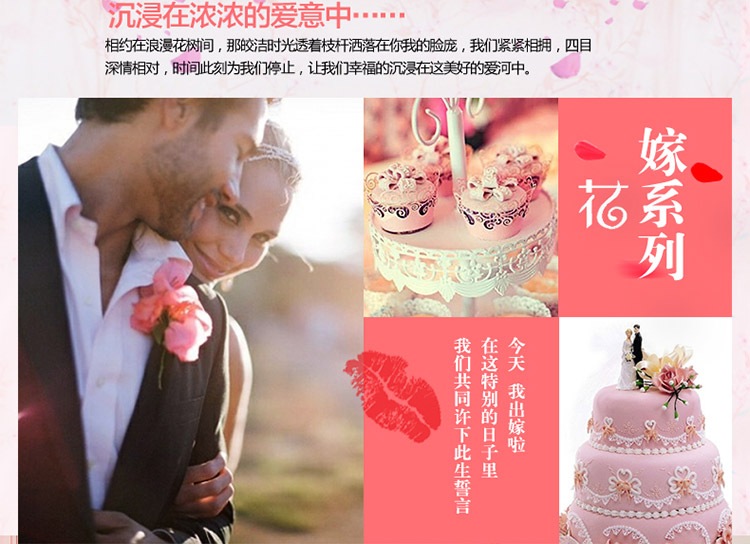 沉浸在浓浓的爱意中……
相约在浪漫花树间，那皎洁时光透着枝杆洒落在你我的脸庞，我们紧紧相拥，四目
深情相对，时间此刻为我们停止，让我们幸福的沉浸在这美好的爱河中。
花
嫁系列
今天 我出嫁啦
在这特别的日子里
我们共同许下此生誓言